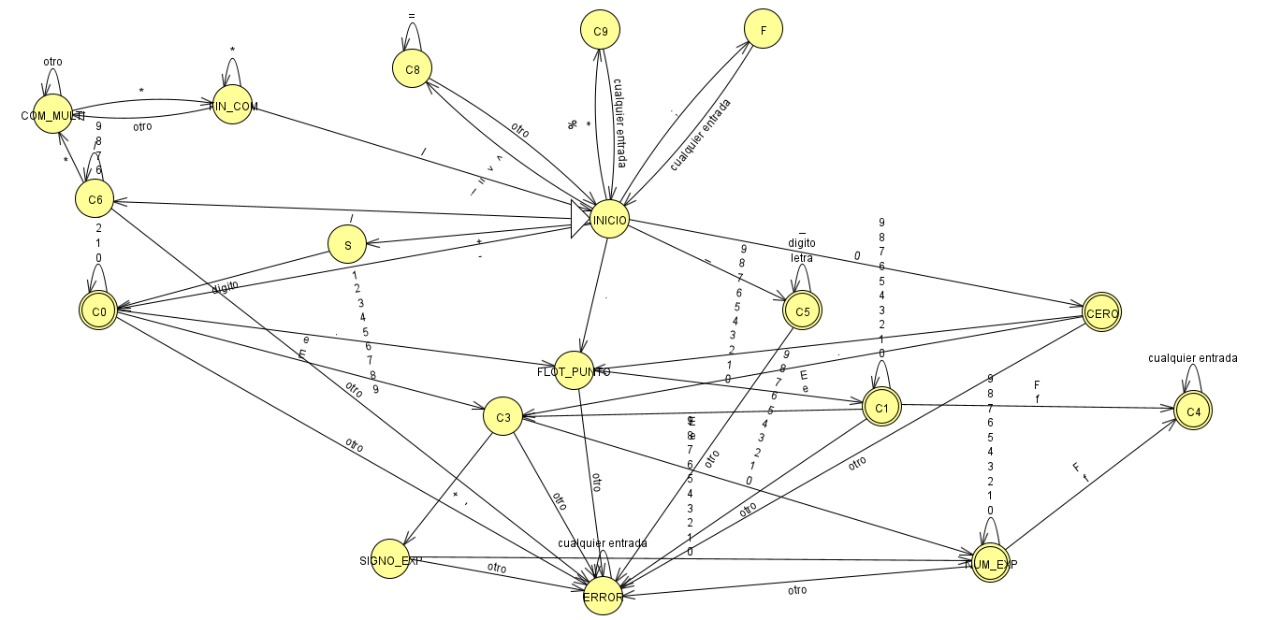 =
C9
F
otro
*
C8
COM_MULTI
*
FIN_COM
otro
otro
cualquier entrada
%
*
.
cualquier entrada
9
8
7
6
*
/
/
C6
INICIO
=
v
^
S
/
+
-
0
_
_
digito
letra
9
8
7
6
5
4
3
2
1
0
9
8
7
6
5
4
3
2
1
0
2
1
0
C0
digito
1
2
3
4
5
6
7
8
9
.
.
C5
CERO
e
E
.
FLOT_PUNTO
otro
9
8
7
6
5
4
3
2
1
0
E
e
cualquier entrada
C3
C1
F
f
C4
9
8
7
6
5
4
3
2
1
0
E
e
9
8
7
6
5
4
3
2
1
0
otro
otro
otro
otro
otro
otro
+
-
F
f
SIGNO_EXP
otro
cualquier entrada
ERROR
otro
NUM_EXP